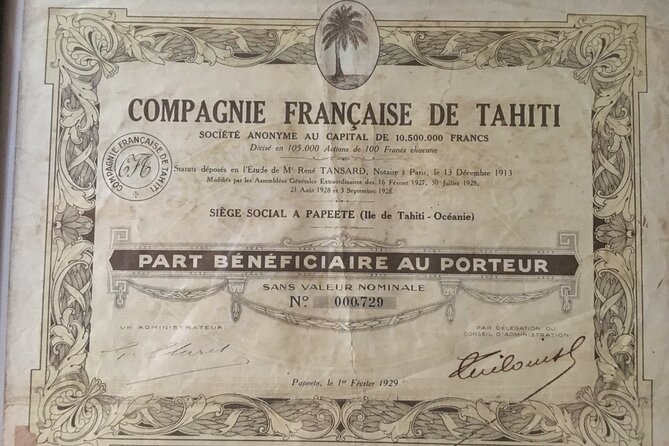 COMPAGNIE FRANÇAISE DE TAHITI
SOCIÉTÉ ANONYME AU CAPITAL DE 10.500.000 FRANCS
Divisé en 105.000 Actions de 100 Francs chacune
COMPAGNIE FRANÇAISE DE TAHITI
Statuts déposés en l'Etude de Me René TANSARD, Notaire à Paris, le 13 Décembre 1913
Modifiés par les Assemblées Générales Extraordinaires des 16 Février 1927, 30 Juillet 1928,
21 Août 1928 et 3 Septembre 1928.
SIÈGE SOCIAL A PAPEETE (Ile de Tahiti - Océanie)
PART BÉNÉFICIAIRE AU PORTEUR
SANS VALEUR NOMINALE
No. 000.729
UN ADMINISTRATEUR
PAR DÉLÉGATION DU
CONSEIL D'ADMINISTRATION
Papeete, le 1er Février 1929